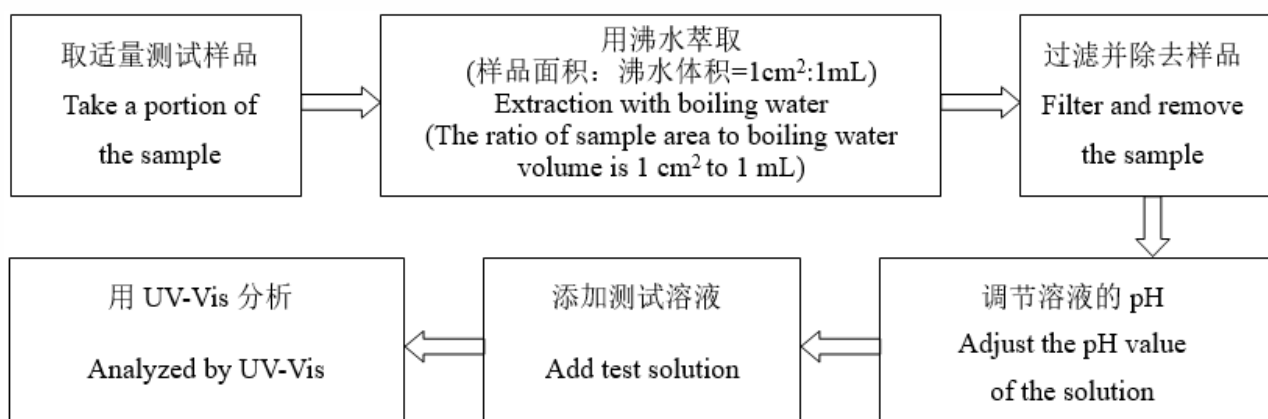 取适量测试样品
Take a portion of
the sample
用沸水萃取
(样品面积：沸水体积=1cm²:1mL)
Extraction with boiling water
(The ratio of sample area to boiling water
volume is 1 cm² to 1 mL)
过滤并除去样品
Filter and remove
the sample
调节溶液的 pH
Adjust the pH value
of the solution
添加测试溶液
Add test solution
用 UV-Vis 分析
Analyzed by UV-Vis